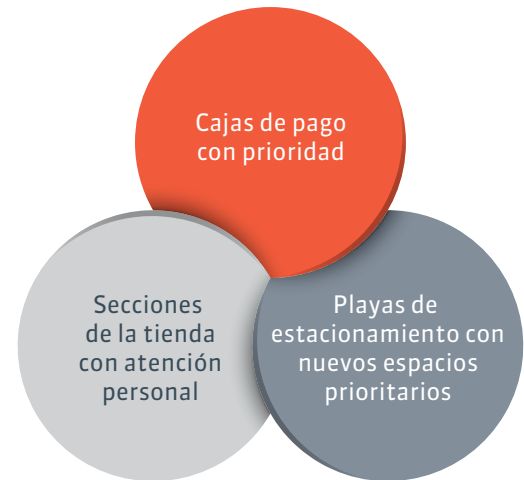 Cajas de pago
con prioridad
Secciones
de la tienda
con atención
personal
Playas de
estacionamiento con
nuevos espacios
prioritarios